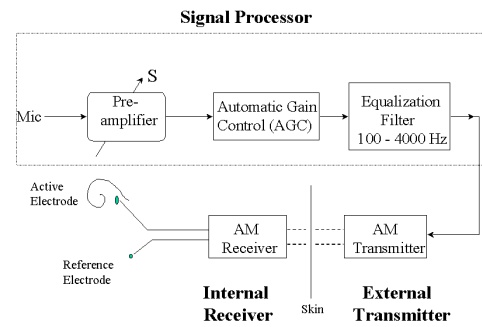 Signal Processor
S
Mic
Pre-
amplifier
Automatic Gain
Control (AGC)
Equalization
Filter
100 - 4000 Hz
Active
Electrode
AM
Receiver
AM
Transmitter
Reference
Electrode
Internal
Receiver
Skin
External
Transmitter